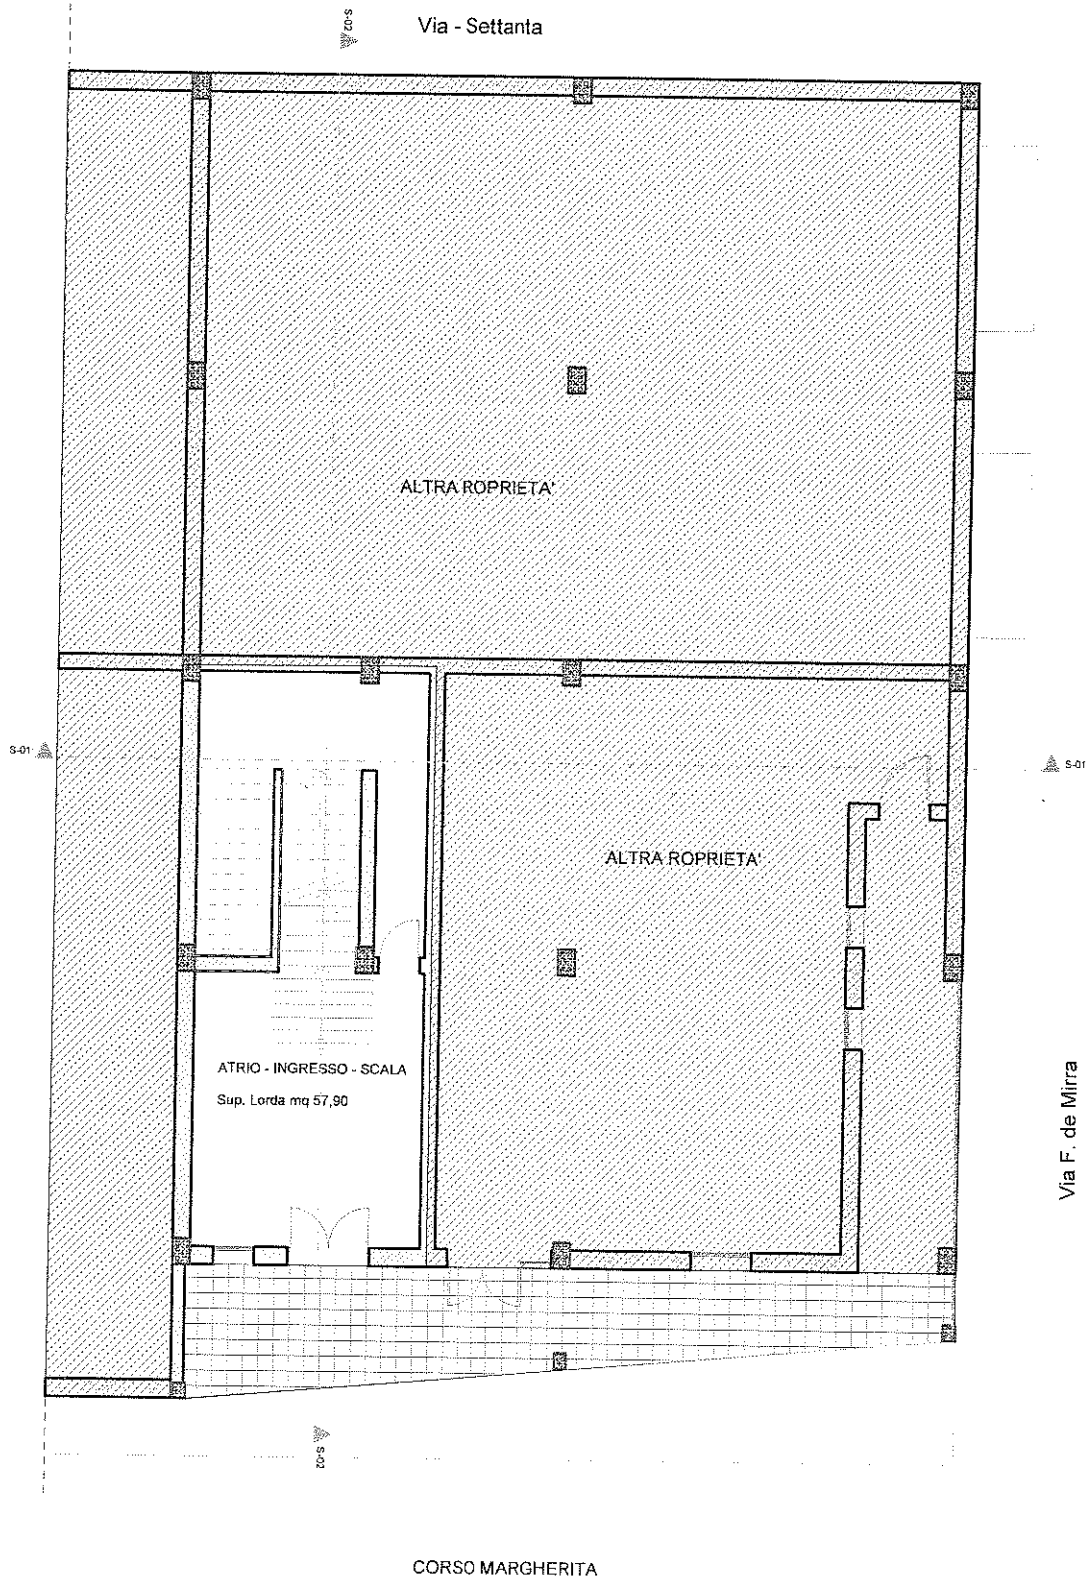 S-02
Via - Settanta
ALTRA ROPRIETA'
S-01
S-01
ALTRA ROPRIETA'
ATRIO - INGRESSO - SCALA
Sup. Lorda mq 57,90
Via F. de Mirra
S-02
CORSO MARGHERITA